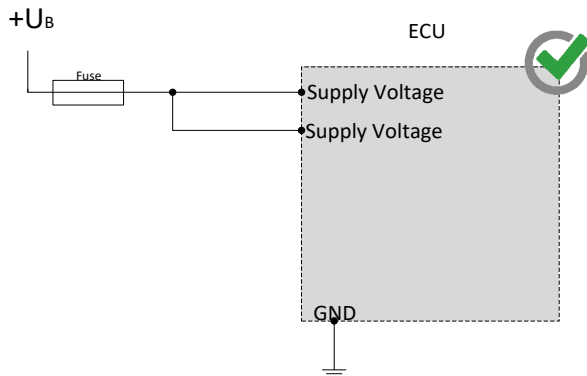 +UB
ECU
Fuse
Supply Voltage
Supply Voltage
GND